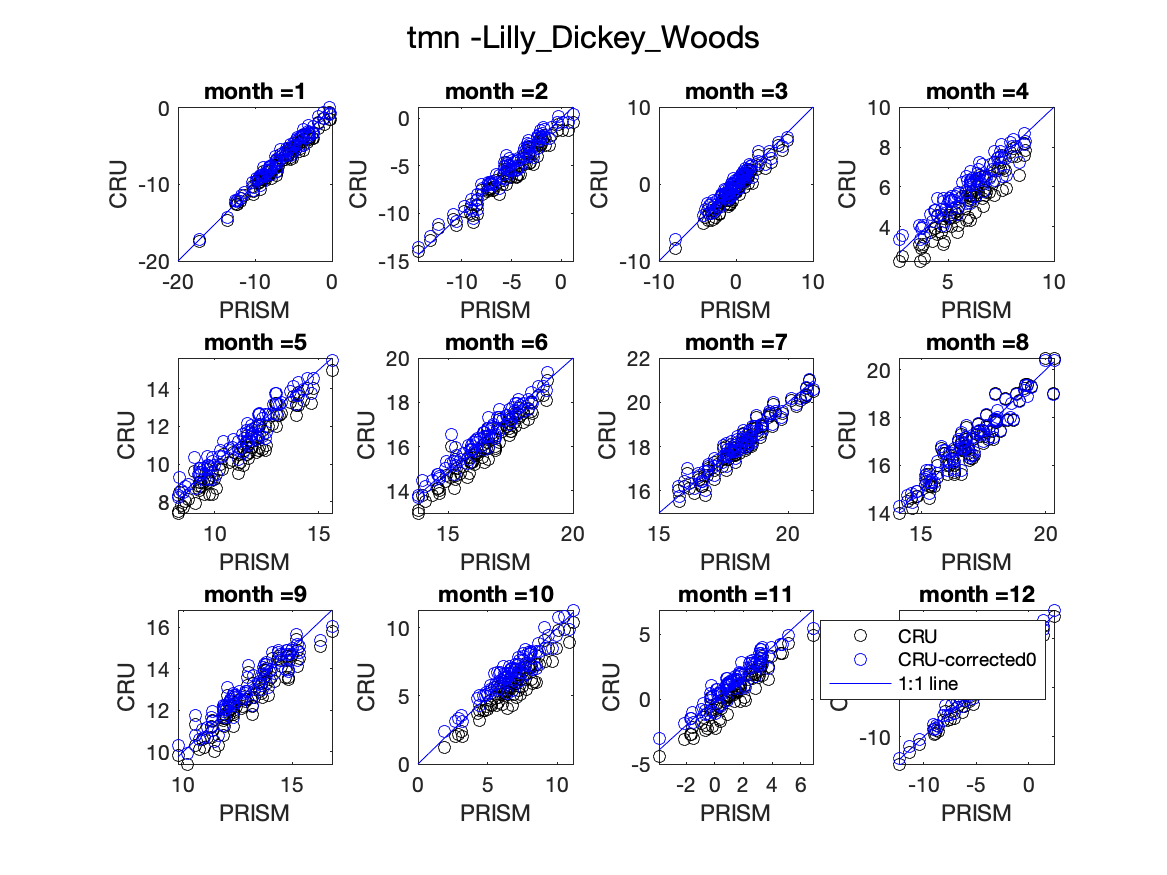 tmn -Lilly_Dickey_Woods
month =1
0
-10
-20
CRU
-20 -10 0
PRISM
month =2
0
-5
-10
-15
CRU
-10 -5 0
PRISM
month =3
10
0
-10
CRU
-10 0 10
PRISM
month =4
10
8
6
4
CRU
5 10
PRISM
month =5
14
12
10
8
CRU
10 15
PRISM
month =6
20
18
16
14
CRU
15 20
PRISM
month =7
22
20
18
16
CRU
15 20
PRISM
month =8
20
18
16
14
CRU
15 20
PRISM
month =9
16
14
12
10
CRU
10 15
PRISM
month =10
10
5
0
CRU
0 5 10
PRISM
month =11
5
0
-5
CRU
-2 0 2 4 6
PRISM
month =12
CRU
CRU-corrected0
1:1 line
-10
-10 -5 0
PRISM